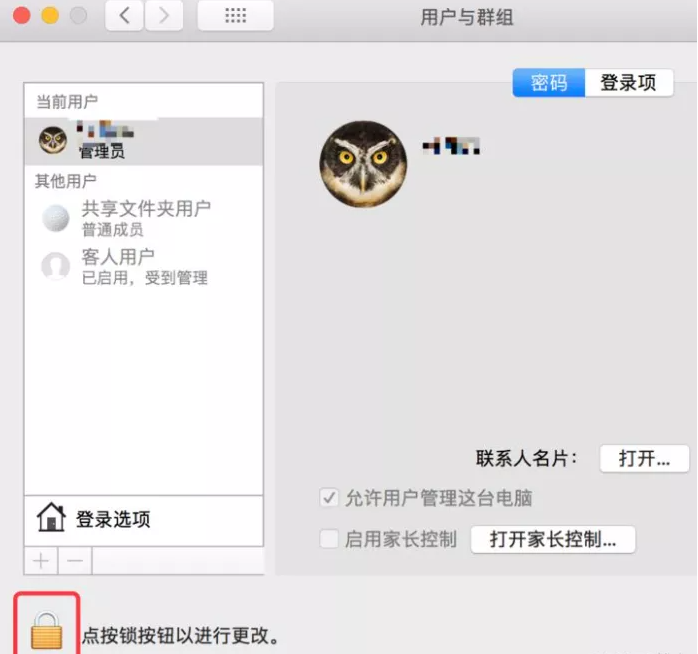 用户与群组
密码
登录项
当前用户
管理员
其他用户
共享文件夹用户
普通成员
客人用户
已启用，受到管理
联系人名片：
打开...
允许用户管理这台电脑
启用家长控制
打开家长控制...
登录选项
点按锁按钮以进行更改。